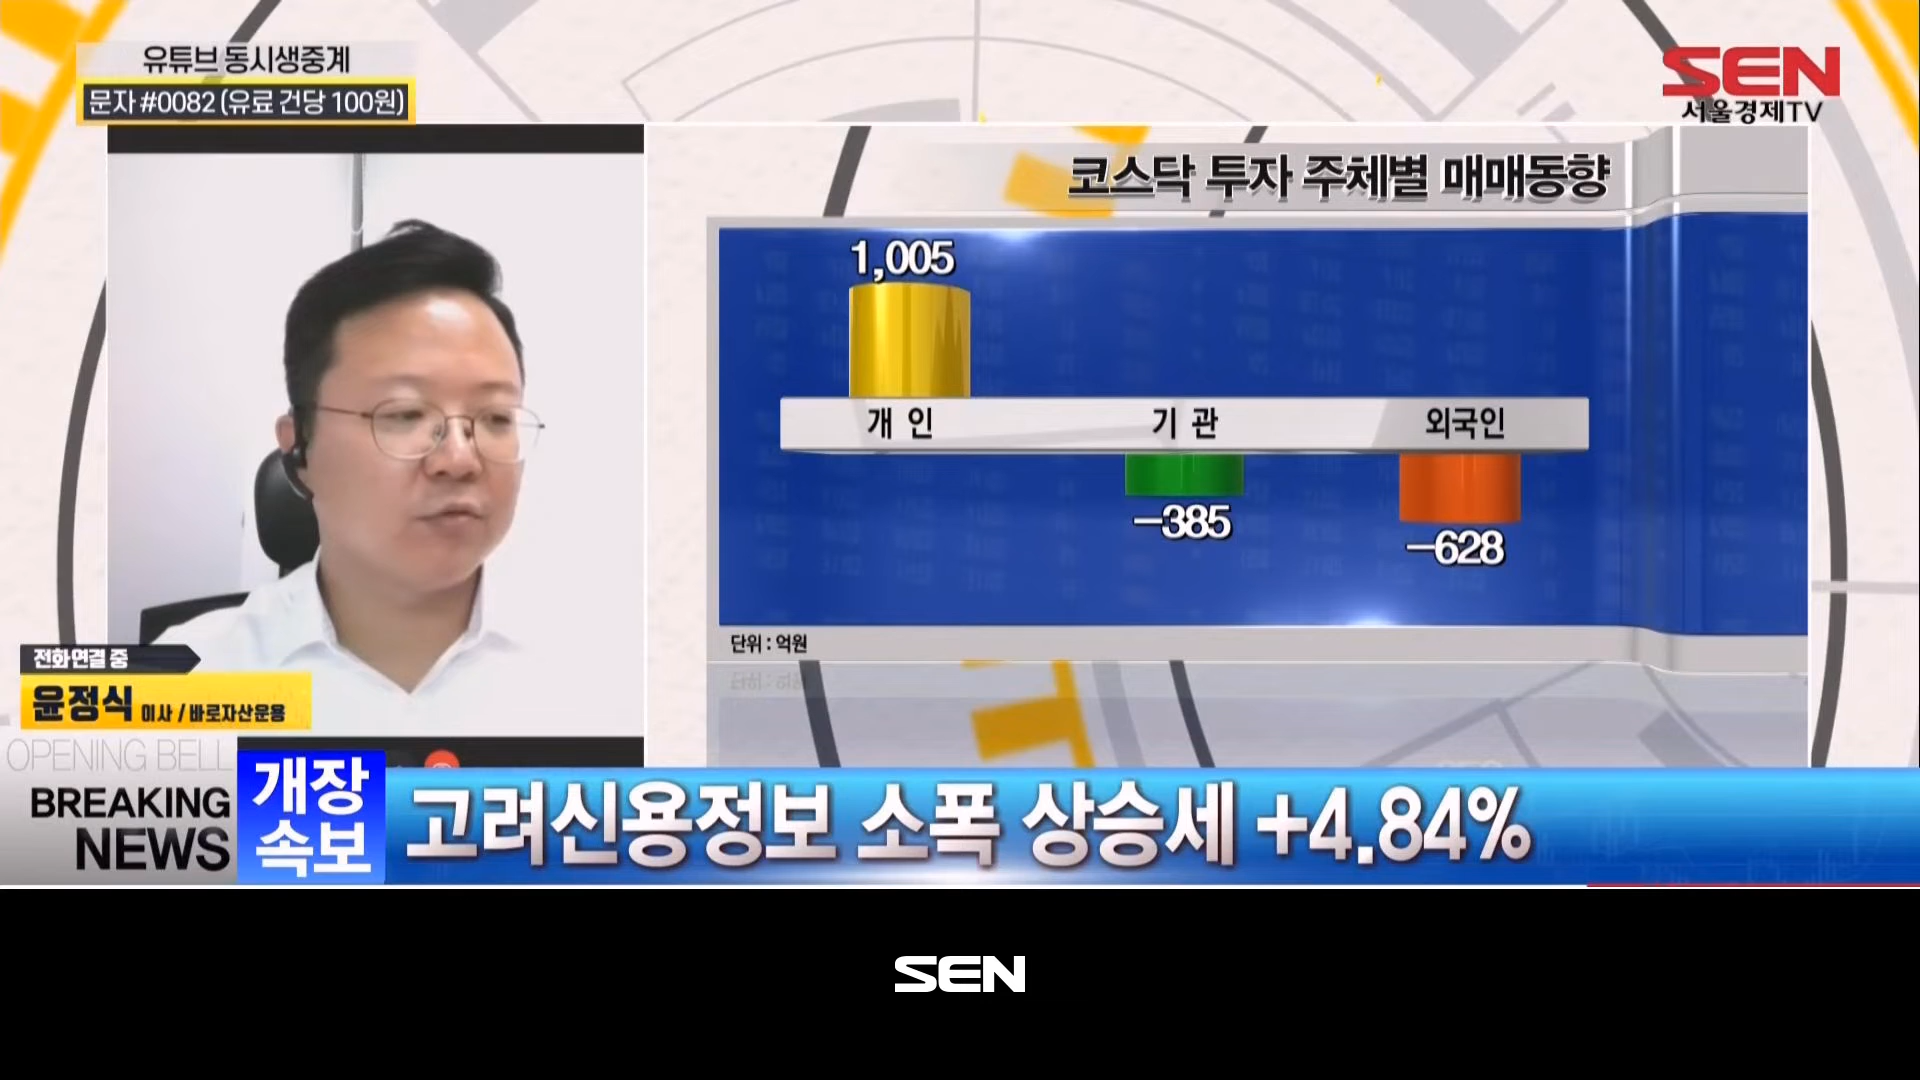 유튜브 동시생중계
문자 #0082 (유료 건당 100원)
SEN
서울경제TV
코스닥 투자 주체별 매매동향
1,005
개 인
기 관
외국인
-385
-628
단위 : 억원
전화연결 중
윤정식 이사 / 바로자산운용
OPENING BELL
BREAKING
NEWS
개장
속보
고려신용정보 소폭 상승세 +4.84%
SEN